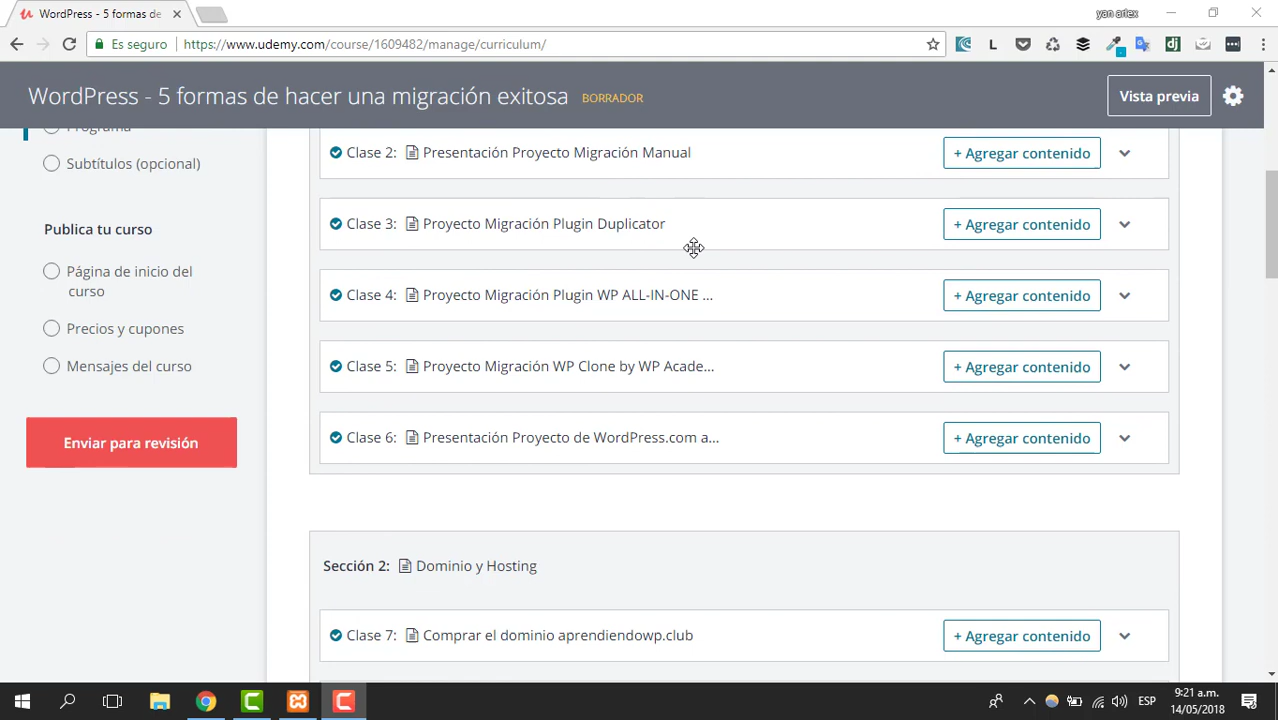 WordPress - 5 formas de
yan artex
Es seguro
https://www.udemy.com/course/1609482/manage/curriculum/
L
dj
WordPress - 5 formas de hacer una migración exitosa
BORRADOR
Vista previa
Programa
Subtítulos (opcional)
Publica tu curso
Página de inicio del
curso
Precios y cupones
Mensajes del curso
Enviar para revisión
Clase 2: Presentación Proyecto Migración Manual
+ Agregar contenido
Clase 3: Proyecto Migración Plugin Duplicator
+ Agregar contenido
Clase 4: Proyecto Migración Plugin WP ALL-IN-ONE ...
+ Agregar contenido
Clase 5: Proyecto Migración WP Clone by WP Acade...
+ Agregar contenido
Clase 6: Presentación Proyecto de WordPress.com a...
+ Agregar contenido
Sección 2: Dominio y Hosting
Clase 7: Comprar el dominio aprendiendowp.club
+ Agregar contenido
ESP
9:21 a.m.
14/05/2018